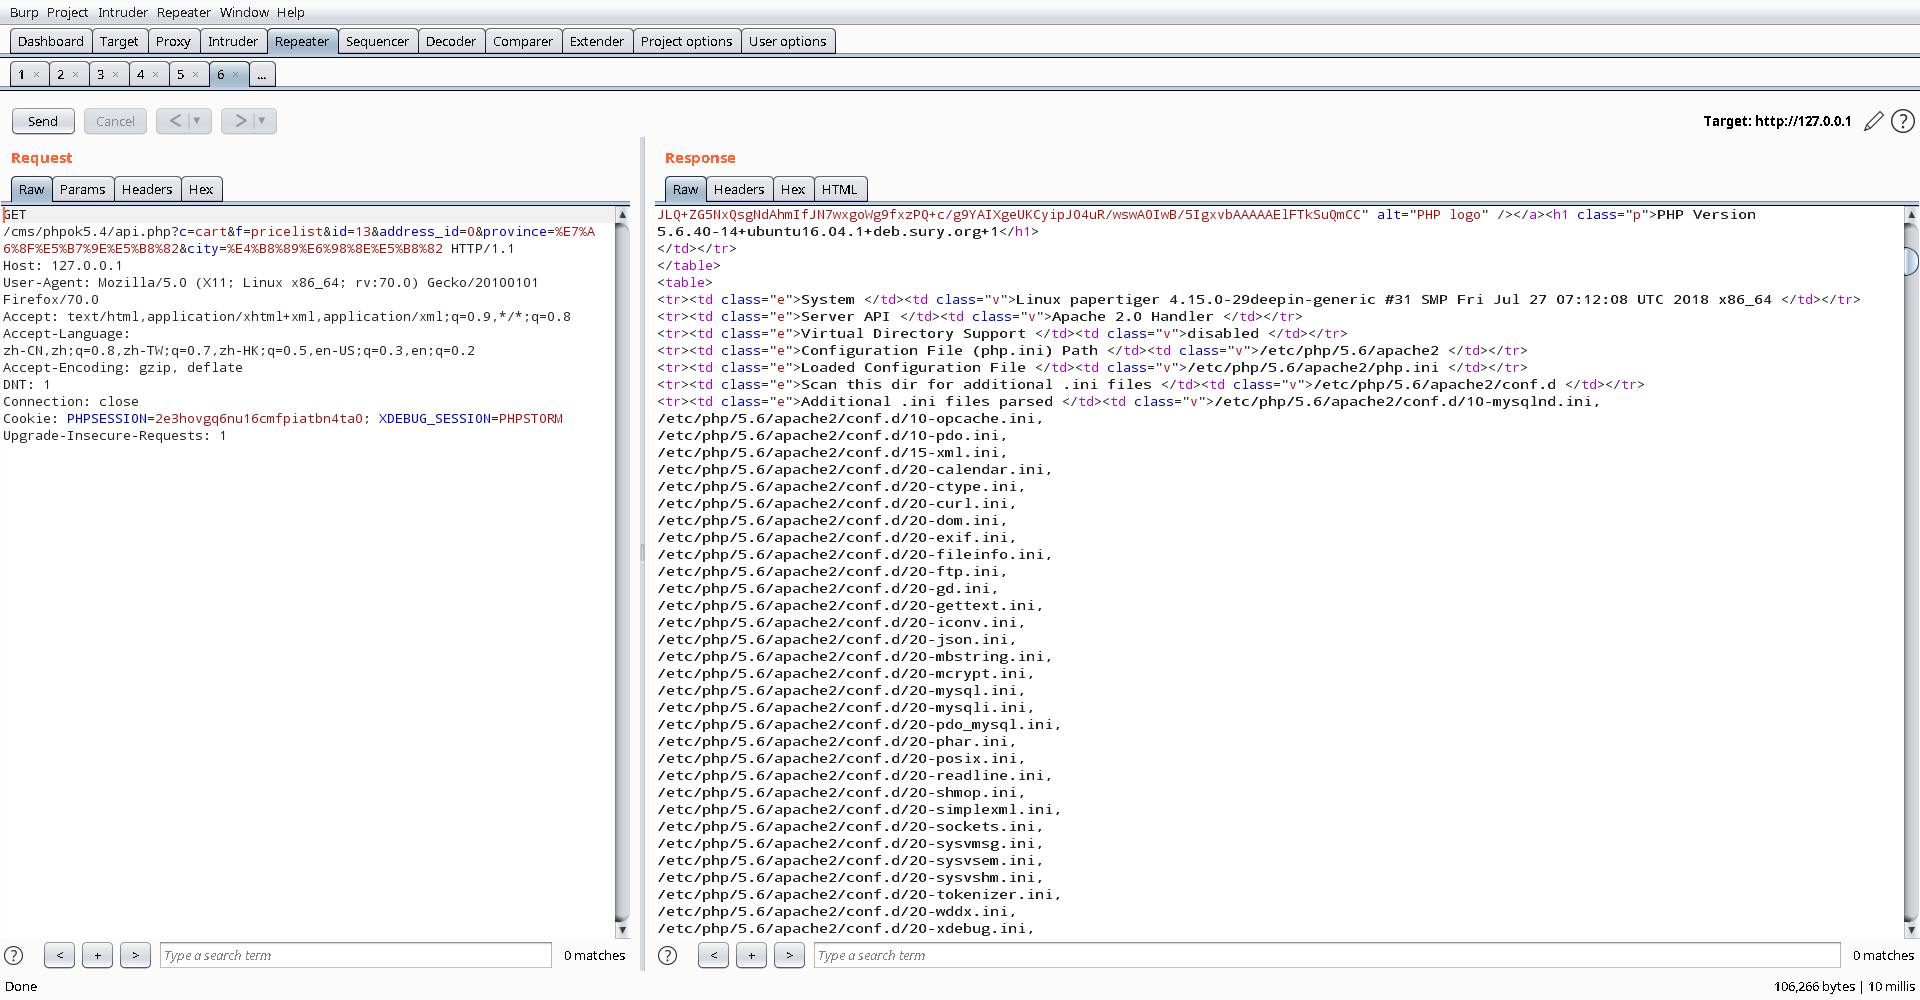 Burp Project Intruder Repeater Window Help
Dashboard Target Proxy Intruder Repeater Sequencer Decoder Comparer Extender Project options User options
1 × 2 × 3 × 4 × 5 × 6 × ...
Send Cancel < ▼ > ▼ Target: http://127.0.0.1 ?
Request
Raw Params Headers Hex
GET
/cms/phpok5.4/api.php?c=cart&f=pricelist&id=13&address_id=0&province=%E7%A
6%8F%E5%B7%9E%E5%B8%82&city=%E4%B8%89%E6%98%8E%E5%B8%82 HTTP/1.1
Host: 127.0.0.1
User-Agent: Mozilla/5.0 (X11; Linux x86_64; rv:70.0) Gecko/20100101
Firefox/70.0
Accept: text/html,application/xhtml+xml,application/xml;q=0.9,*/*;q=0.8
Accept-Language:
zh-CN,zh;q=0.8,zh-TW;q=0.7,zh-HK;q=0.5,en-US;q=0.3,en;q=0.2
Accept-Encoding: gzip, deflate
DNT: 1
Connection: close
Cookie: PHPSESSION=2e3hovgq6nu16cmfpiatbn4ta0; XDEBUG_SESSION=PHPSTORM
Upgrade-Insecure-Requests: 1
? < + > Type a search term 0 matches
Response
Raw Headers Hex HTML
JLQ+ZG5NxQsgNdAhmIfJN7wxgoWg9fxzPQ+c/g9YAIXgeUKCyipJO4uR/wswAOIwB/5IgxvbAAAAAElFTkSuQmCC" alt="PHP logo" /></a><h1 class="p">PHP Version
5.6.40-14+ubuntu16.04.1+deb.sury.org+1</h1>
</td></tr>
</table>
<table>
<tr><td class="e">System </td><td class="v">Linux papertiger 4.15.0-29deepin-generic #31 SMP Fri Jul 27 07:12:08 UTC 2018 x86_64 </td></tr>
<tr><td class="e">Server API </td><td class="v">Apache 2.0 Handler </td></tr>
<tr><td class="e">Virtual Directory Support </td><td class="v">disabled </td></tr>
<tr><td class="e">Configuration File (php.ini) Path </td><td class="v">/etc/php/5.6/apache2 </td></tr>
<tr><td class="e">Loaded Configuration File </td><td class="v">/etc/php/5.6/apache2/php.ini </td></tr>
<tr><td class="e">Scan this dir for additional .ini files </td><td class="v">/etc/php/5.6/apache2/conf.d </td></tr>
<tr><td class="e">Additional .ini files parsed </td><td class="v">/etc/php/5.6/apache2/conf.d/10-mysqlnd.ini,
/etc/php/5.6/apache2/conf.d/10-opcache.ini,
/etc/php/5.6/apache2/conf.d/10-pdo.ini,
/etc/php/5.6/apache2/conf.d/15-xml.ini,
/etc/php/5.6/apache2/conf.d/20-calendar.ini,
/etc/php/5.6/apache2/conf.d/20-ctype.ini,
/etc/php/5.6/apache2/conf.d/20-curl.ini,
/etc/php/5.6/apache2/conf.d/20-dom.ini,
/etc/php/5.6/apache2/conf.d/20-exif.ini,
/etc/php/5.6/apache2/conf.d/20-fileinfo.ini,
/etc/php/5.6/apache2/conf.d/20-ftp.ini,
/etc/php/5.6/apache2/conf.d/20-gd.ini,
/etc/php/5.6/apache2/conf.d/20-gettext.ini,
/etc/php/5.6/apache2/conf.d/20-iconv.ini,
/etc/php/5.6/apache2/conf.d/20-json.ini,
/etc/php/5.6/apache2/conf.d/20-mbstring.ini,
/etc/php/5.6/apache2/conf.d/20-mcrypt.ini,
/etc/php/5.6/apache2/conf.d/20-mysql.ini,
/etc/php/5.6/apache2/conf.d/20-mysqli.ini,
/etc/php/5.6/apache2/conf.d/20-pdo_mysql.ini,
/etc/php/5.6/apache2/conf.d/20-phar.ini,
/etc/php/5.6/apache2/conf.d/20-posix.ini,
/etc/php/5.6/apache2/conf.d/20-readline.ini,
/etc/php/5.6/apache2/conf.d/20-shmop.ini,
/etc/php/5.6/apache2/conf.d/20-simplexml.ini,
/etc/php/5.6/apache2/conf.d/20-sockets.ini,
/etc/php/5.6/apache2/conf.d/20-sysvmsg.ini,
/etc/php/5.6/apache2/conf.d/20-sysvsem.ini,
/etc/php/5.6/apache2/conf.d/20-sysvshm.ini,
/etc/php/5.6/apache2/conf.d/20-tokenizer.ini,
/etc/php/5.6/apache2/conf.d/20-wddx.ini,
/etc/php/5.6/apache2/conf.d/20-xdebug.ini,
? < + > Type a search term 0 matches
Done 106,266 bytes | 10 millis